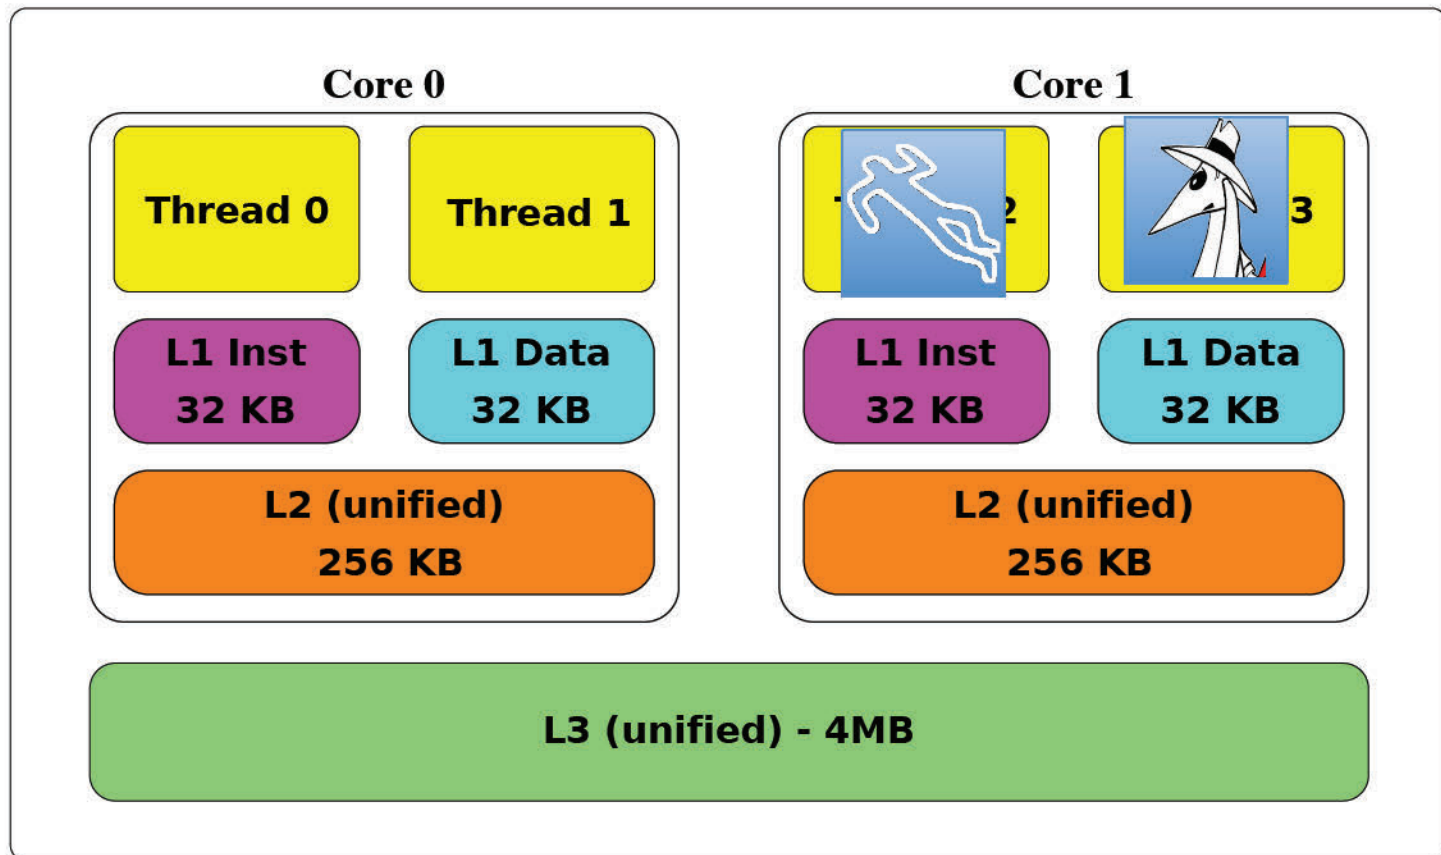 Core 0
Core 1
Thread 0
Thread 1
2
3
L1 Inst
32 KB
L1 Data
32 KB
L1 Inst
32 KB
L1 Data
32 KB
L2 (unified)
256 KB
L2 (unified)
256 KB
L3 (unified) - 4MB